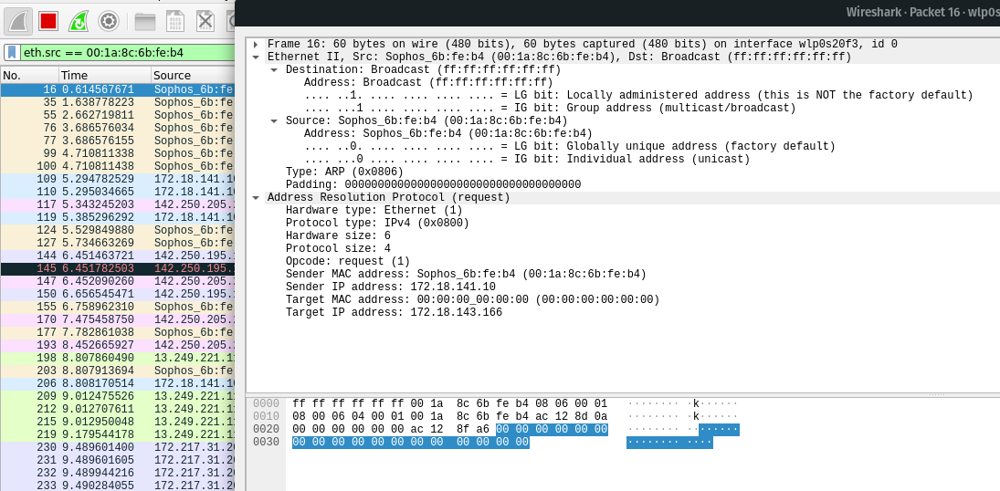 Wireshark · Packet 16 · wlp0s
eth.src == 00:1a:8c:6b:fe:b4
No. Time Source
16 0.614567671 Sophos_6b:fe
35 1.638778223 Sophos_6b:fe
55 2.662719811 Sophos_6b:fe
76 3.686576034 Sophos_6b:fe
77 3.686576155 Sophos_6b:fe
99 4.710811338 Sophos_6b:fe
100 4.710811438 Sophos_6b:fe
109 5.294782529 172.18.141.10
110 5.295034665 172.18.141.10
117 5.343245203 142.250.205.
119 5.385296292 172.18.141.10
124 5.529849880 Sophos_6b:fe
127 5.734663269 Sophos_6b:fe
144 6.451463721 142.250.195.
145 6.451782503 142.250.195.
147 6.452090260 142.250.205.
150 6.656545471 142.250.195.
155 6.758962310 Sophos_6b:fe
170 7.475458750 142.250.205.
177 7.782861038 Sophos_6b:fe
193 8.452665927 142.250.205.
198 8.807860490 13.249.221.1
203 8.807913694 Sophos_6b:fe
206 8.808170514 172.18.141.10
209 9.012475526 13.249.221.1
212 9.012707611 13.249.221.1
215 9.012950048 13.249.221.1
219 9.179544178 13.249.221.1
230 9.489601400 172.217.31.20
231 9.489601605 172.217.31.20
232 9.489944216 172.217.31.20
233 9.490284055 172.217.31.20
Frame 16: 60 bytes on wire (480 bits), 60 bytes captured (480 bits) on interface wlp0s20f3, id 0
Ethernet II, Src: Sophos_6b:fe:b4 (00:1a:8c:6b:fe:b4), Dst: Broadcast (ff:ff:ff:ff:ff:ff)
Destination: Broadcast (ff:ff:ff:ff:ff:ff)
Address: Broadcast (ff:ff:ff:ff:ff:ff)
.... ..1. .... .... .... .... = LG bit: Locally administered address (this is NOT the factory default)
.... ...1 .... .... .... .... = IG bit: Group address (multicast/broadcast)
Source: Sophos_6b:fe:b4 (00:1a:8c:6b:fe:b4)
Address: Sophos_6b:fe:b4 (00:1a:8c:6b:fe:b4)
.... ..0. .... .... .... .... = LG bit: Globally unique address (factory default)
.... ...0 .... .... .... .... = IG bit: Individual address (unicast)
Type: ARP (0x0806)
Padding: 000000000000000000000000000000000000
Address Resolution Protocol (request)
Hardware type: Ethernet (1)
Protocol type: IPv4 (0x0800)
Hardware size: 6
Protocol size: 4
Opcode: request (1)
Sender MAC address: Sophos_6b:fe:b4 (00:1a:8c:6b:fe:b4)
Sender IP address: 172.18.141.10
Target MAC address: 00:00:00_00:00:00 (00:00:00:00:00:00)
Target IP address: 172.18.143.166
0000 ff ff ff ff ff ff 00 1a 8c 6b fe b4 08 06 00 01 ········ ·k······
0010 08 00 06 04 00 01 00 1a 8c 6b fe b4 ac 12 8d 0a ········ ·k······
0020 00 00 00 00 00 00 ac 12 8f a6 00 00 00 00 00 00 ········ ········
0030 00 00 00 00 00 00 00 00 00 00 00 00 ········ ····